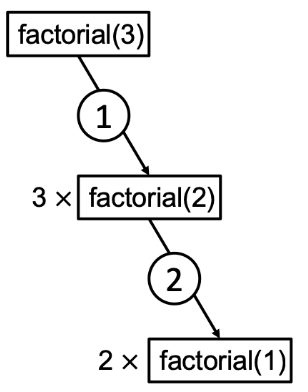 factorial(3)
1
3 × factorial(2)
2
2 × factorial(1)